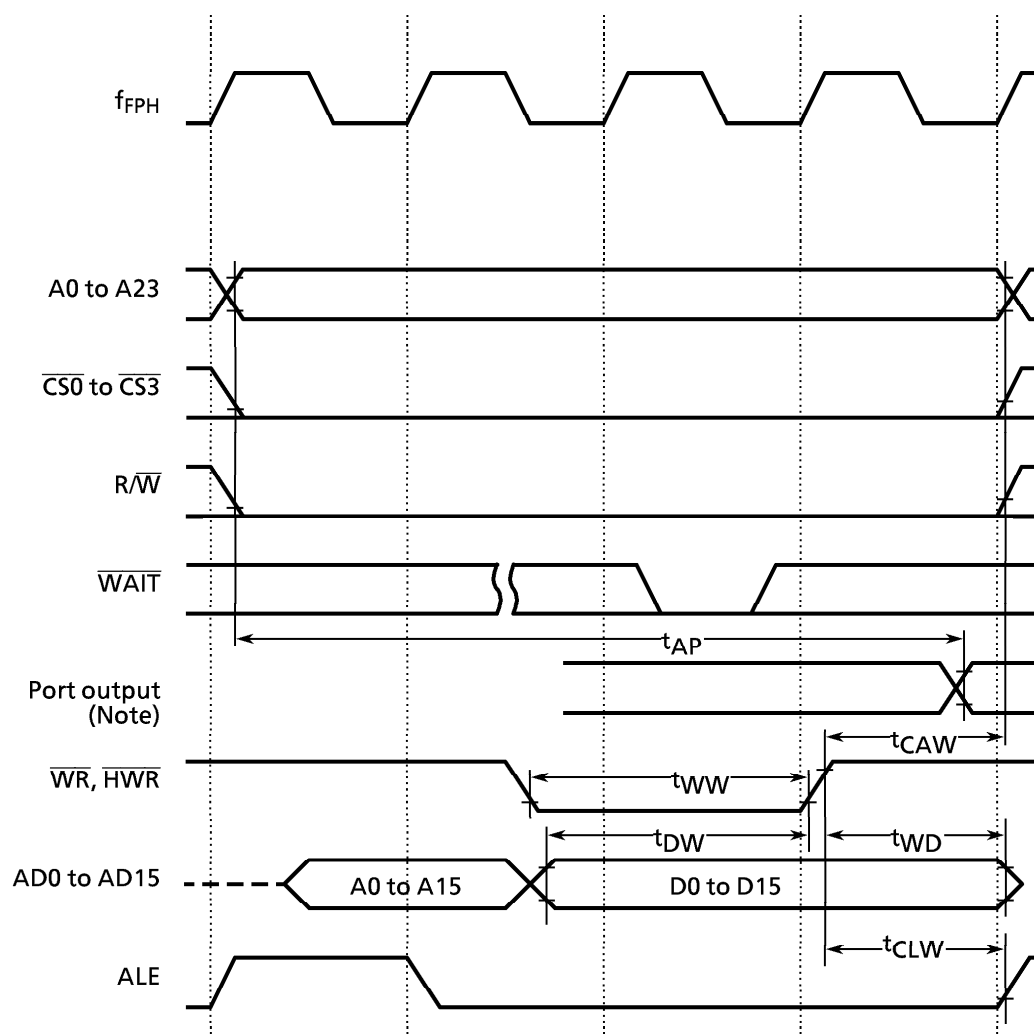 fFPH
A0 to A23
CS0 to CS3
R/W
WAIT
tAP
Port output
(Note)
tCAW
WR, HWR
tWW
tDW
tWD
AD0 to AD15
A0 to A15
D0 to D15
tCLW
ALE